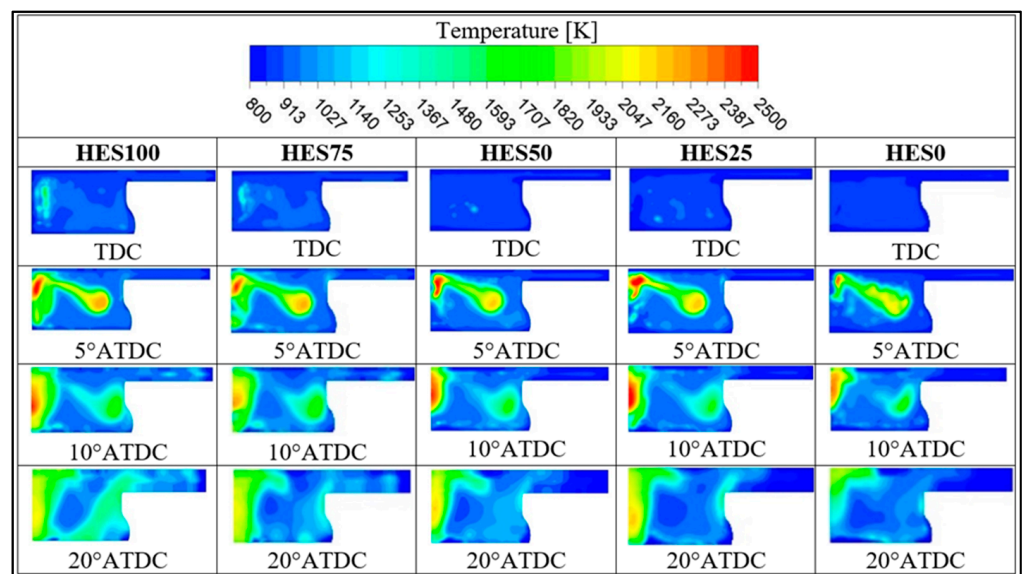 Temperature [K]
800 913 1027 1140 1253 1367 1480 1593 1707 1820 1933 2047 2160 2273 2387 2500
HES100 HES75 HES50 HES25 HES0
TDC TDC TDC TDC TDC
5°ATDC 5°ATDC 5°ATDC 5°ATDC 5°ATDC
10°ATDC 10°ATDC 10°ATDC 10°ATDC 10°ATDC
20°ATDC 20°ATDC 20°ATDC 20°ATDC 20°ATDC